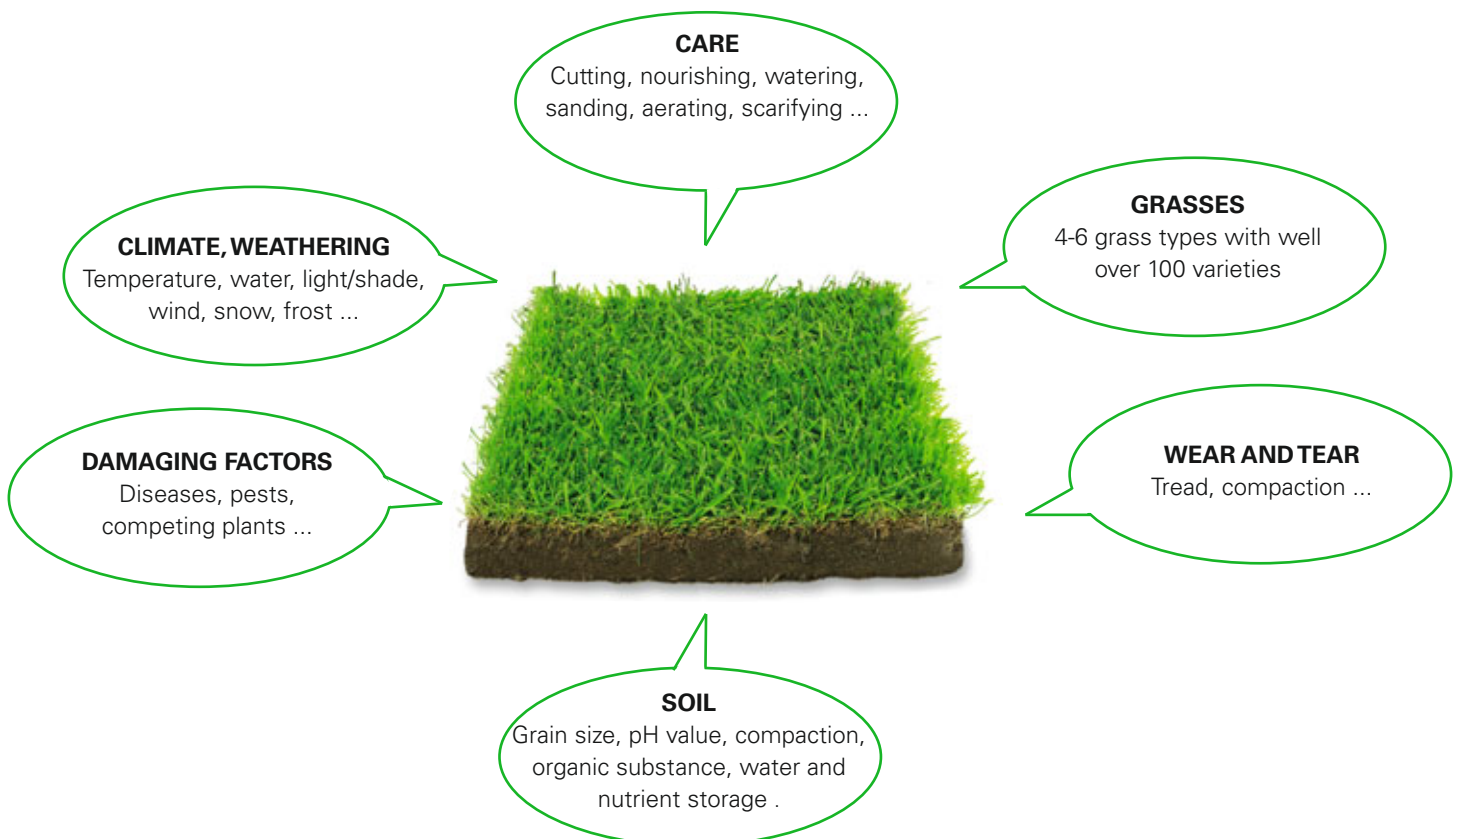 CARE
Cutting, nourishing, watering,
sanding, aerating, scarifying ...
GRASSES
4-6 grass types with well
over 100 varieties
CLIMATE, WEATHERING
Temperature, water, light/shade,
wind, snow, frost ...
DAMAGING FACTORS
Diseases, pests,
competing plants ...
WEAR AND TEAR
Tread, compaction ...
SOIL
Grain size, pH value, compaction,
organic substance, water and
nutrient storage .